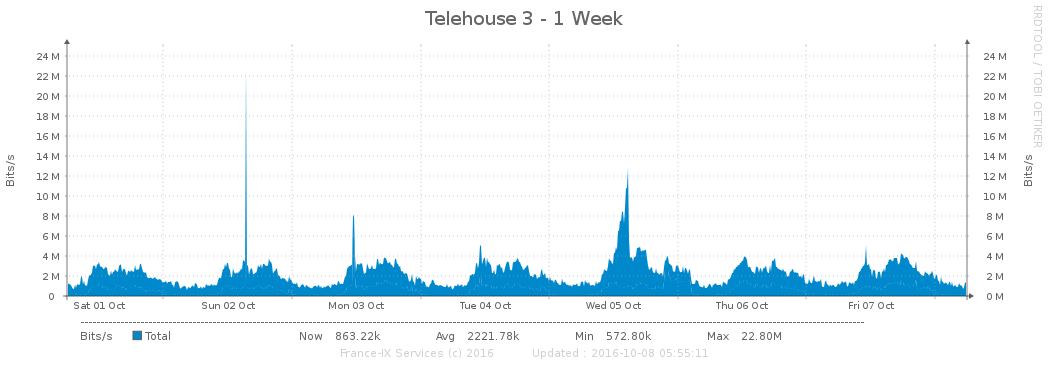 Telehouse 3 - 1 Week
RRDTOOL / TOBI OETIKER
Bits/s
Bits/s
24 M 24 M
22 M 22 M
20 M 20 M
18 M 18 M
16 M 16 M
14 M 14 M
12 M 12 M
10 M 10 M
8 M 8 M
6 M 6 M
4 M 4 M
2 M 2 M
0 0 M
Sat 01 Oct Sun 02 Oct Mon 03 Oct Tue 04 Oct Wed 05 Oct Thu 06 Oct Fri 07 Oct
Bits/s Total Now 863.22k Avg 2221.78k Min 572.80k Max 22.80M
France-IX Services (c) 2016 Updated : 2016-10-08 05:55:11